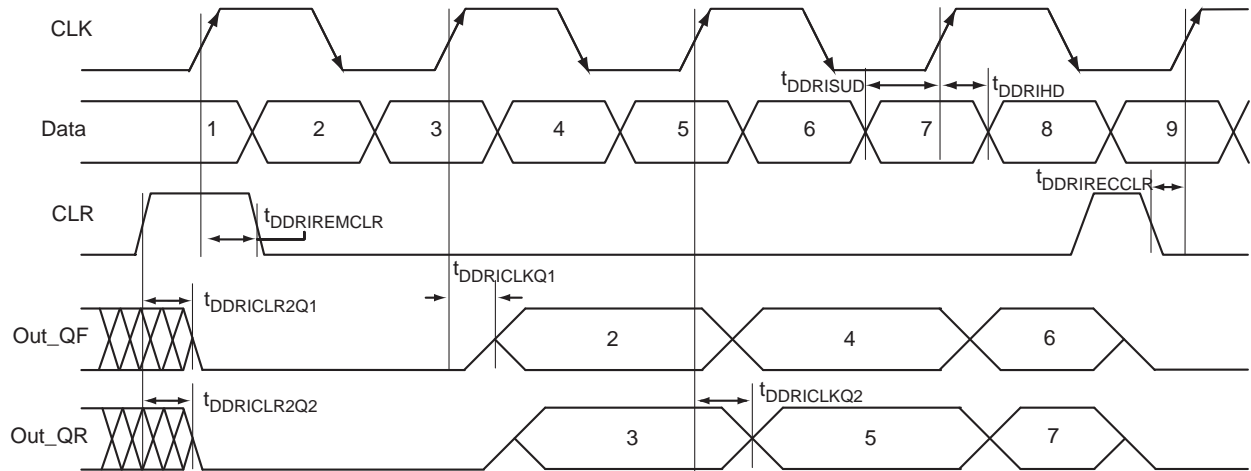 CLK
tDDRISUD
tDDRIHD
Data 1 2 3 4 5 6 7 8 9
tDDRIRECCLR
CLR
tDDRIREMCLR
tDDRICLKQ1
tDDRICLR2Q1
Out_QF 2 4 6
tDDRICLR2Q2
tDDRICLKQ2
Out_QR 3 5 7